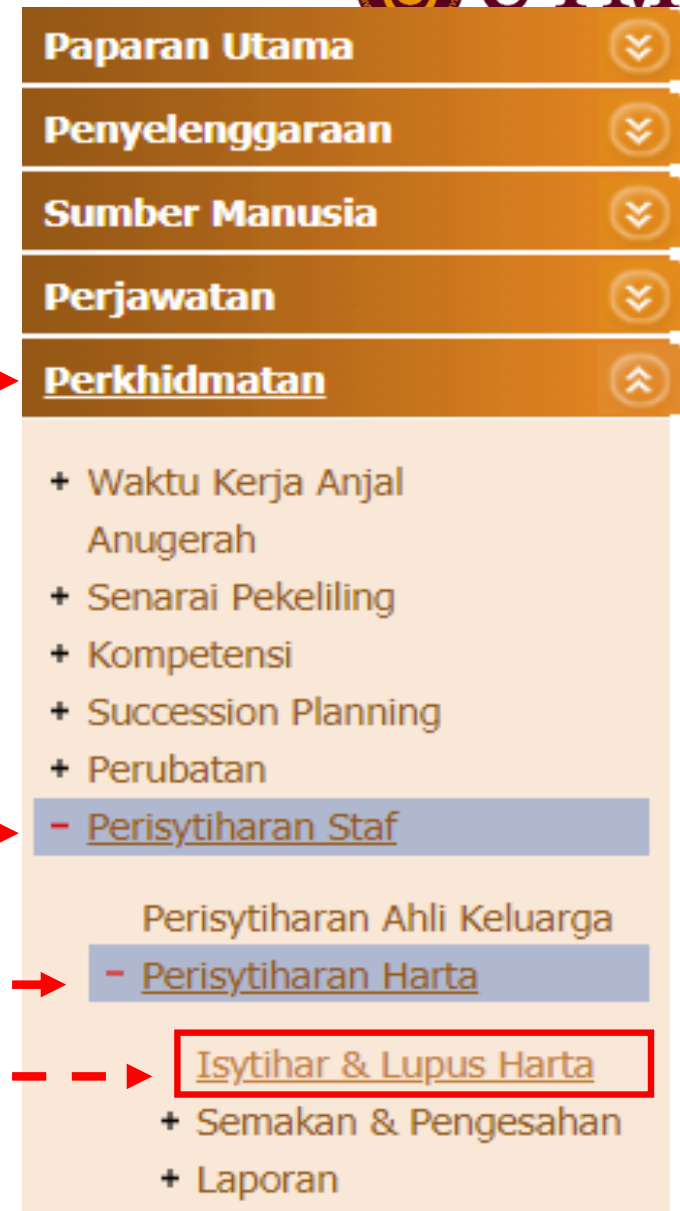 UTM
Paparan Utama
Penyelenggaraan
Sumber Manusia
Perjawatan
Perkhidmatan
+ Waktu Kerja Anjal
Anugerah
+ Senarai Pekeliling
+ Kompetensi
+ Succession Planning
+ Perubatan
- Perisytiharan Staf
Perisytiharan Ahli Keluarga
- Perisytiharan Harta
Isytihar & Lupus Harta
+ Semakan & Pengesahan
+ Laporan